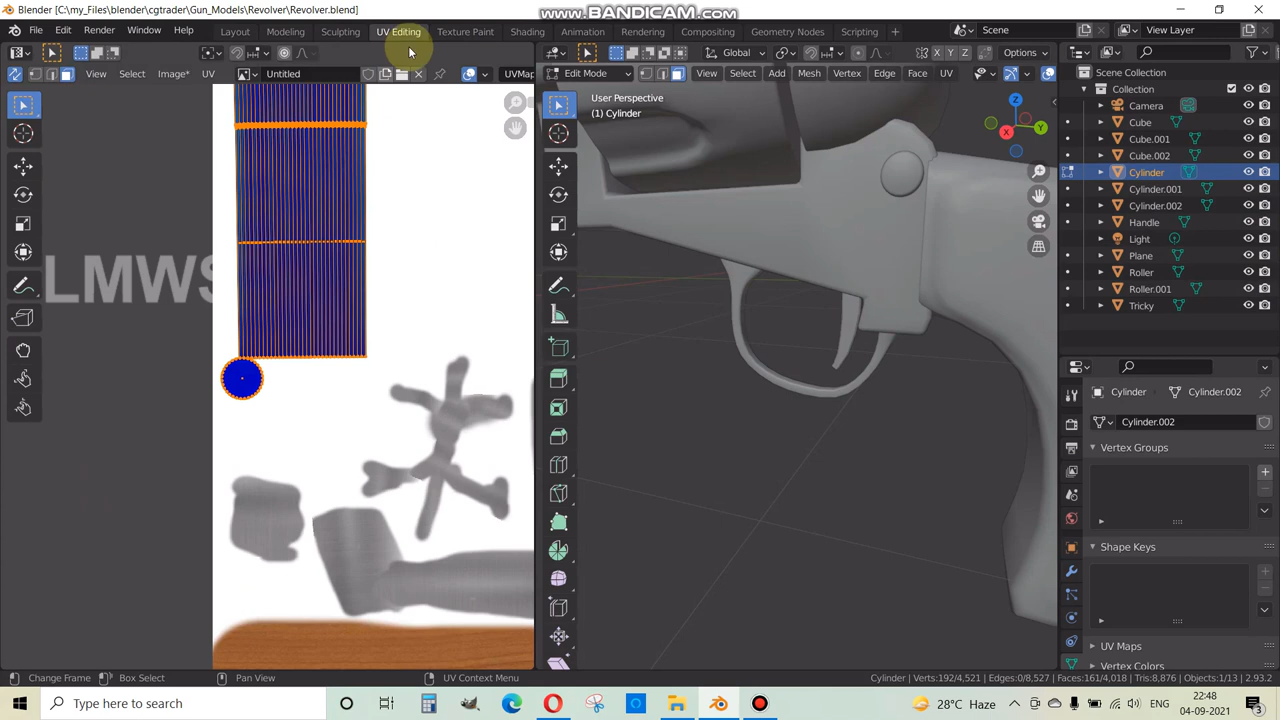 Blender [C:\my_Files\blender\cgtrader\Gun_Models\Revolver\Revolver.blend]
www.BANDICAM.com
File Edit Render Window Help Layout Modeling Sculpting UV Editing Texture Paint Shading Animation Rendering Compositing Geometry Nodes Scripting + Scene View Layer
Global X Y Z Options
View Select Image* UV Untitled UVMap Edit Mode View Select Add Mesh Vertex Edge Face UV
Scene Collection
Collection
Camera
Cube
Cube.001
Cube.002
Cylinder
Cylinder.001
Cylinder.002
Handle
Light
Plane
Roller
Roller.001
Tricky
User Perspective
(1) Cylinder
Z
Y
X
LMWS
Cylinder Cylinder.002
Cylinder.002
Vertex Groups
Shape Keys
UV Maps
Vertex Colors
Change Frame Box Select Pan View UV Context Menu Cylinder | Verts:192/4,521 | Edges:0/8,527 | Faces:161/4,018 | Tris:8,876 | Objects:1/13 | 2.93.2
Type here to search 28°C Haze ENG 22:48 04-09-2021 3